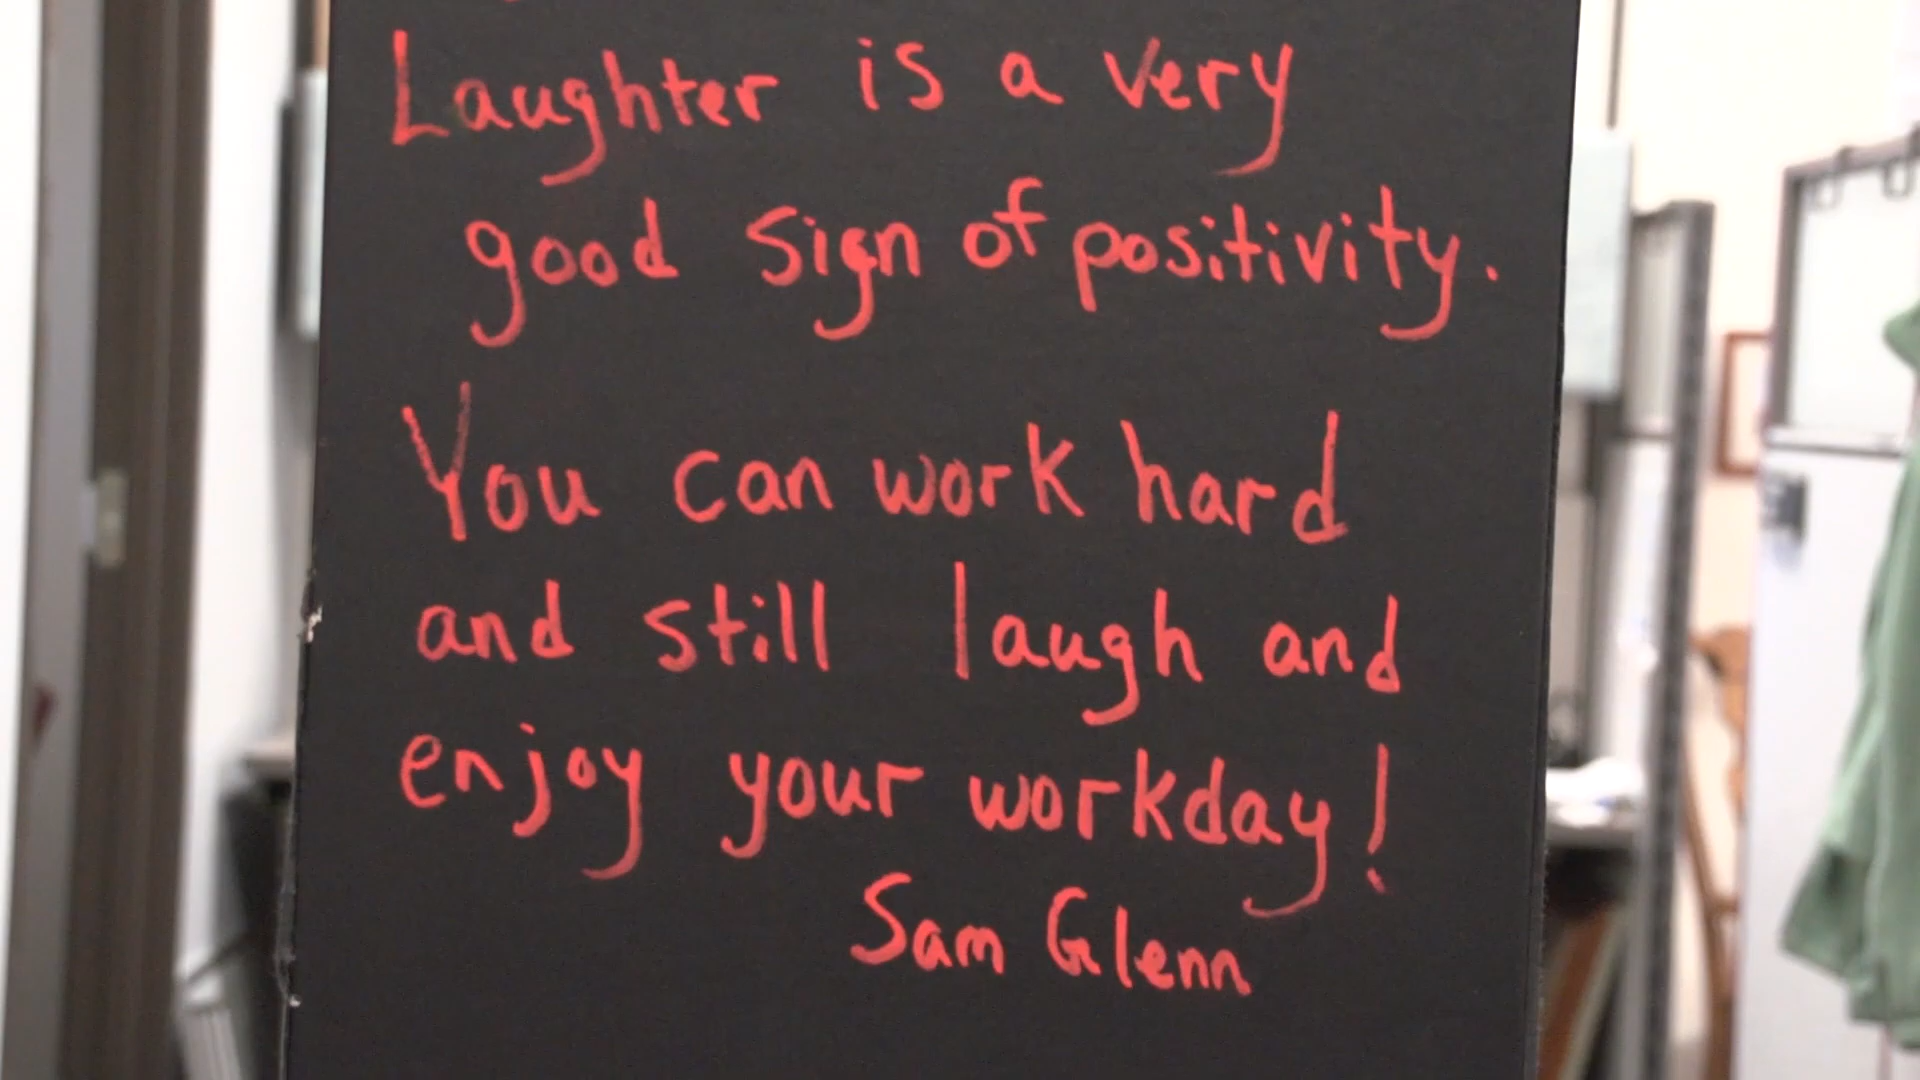 Laughter is a very
good sign of positivity.
You can work hard
and still laugh and
enjoy your workday!
Sam Glenn